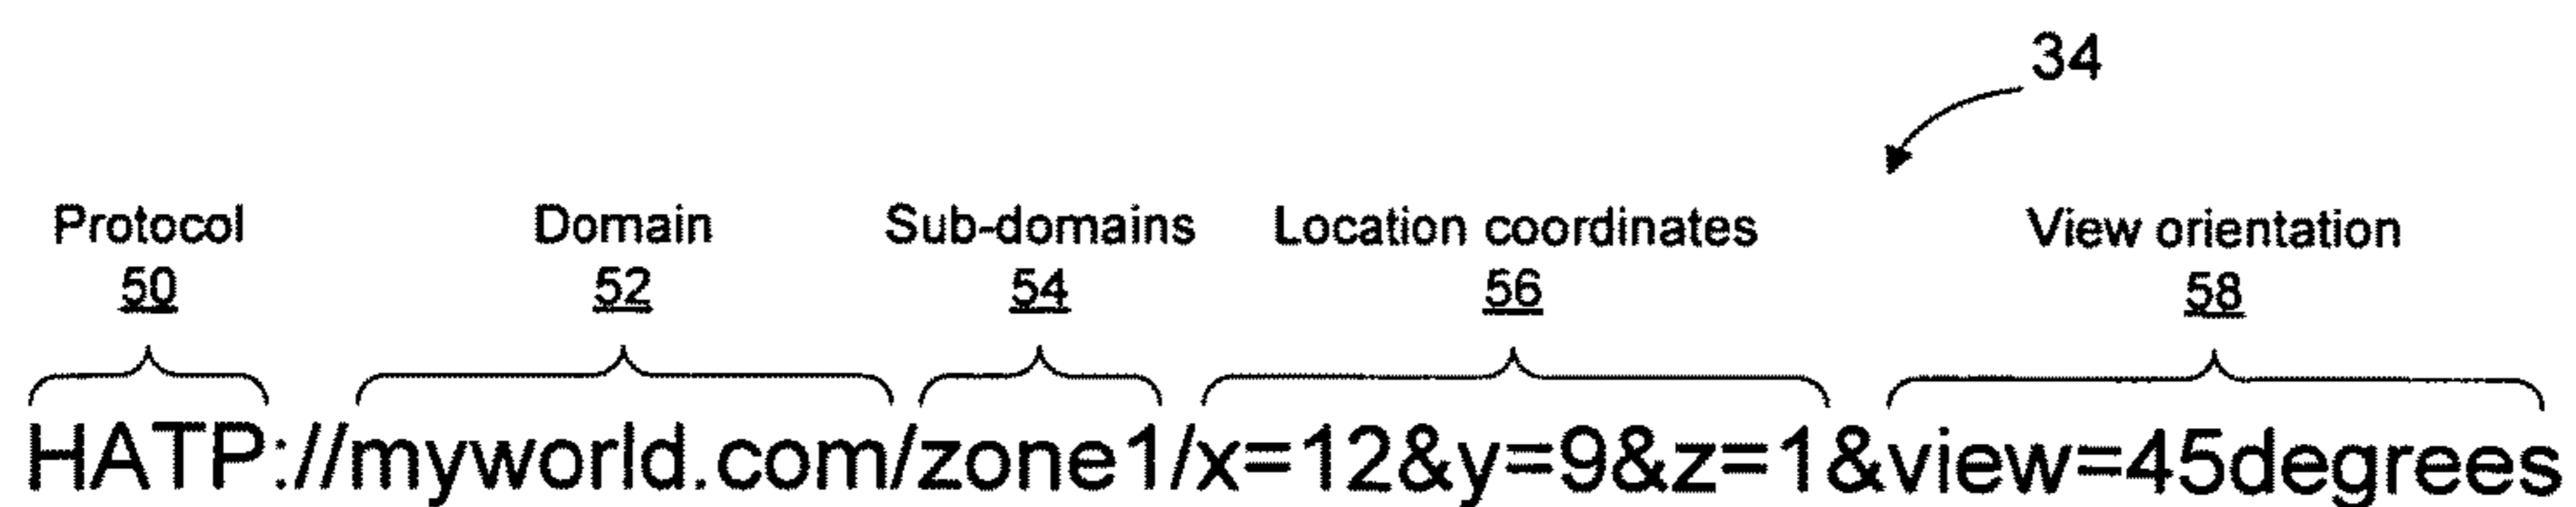 34
Protocol Domain Sub-domains Location coordinates View orientation
50 52 54 56 58
HATP://myworld.com/zone1/x=12&y=9&z=1&view=45degrees